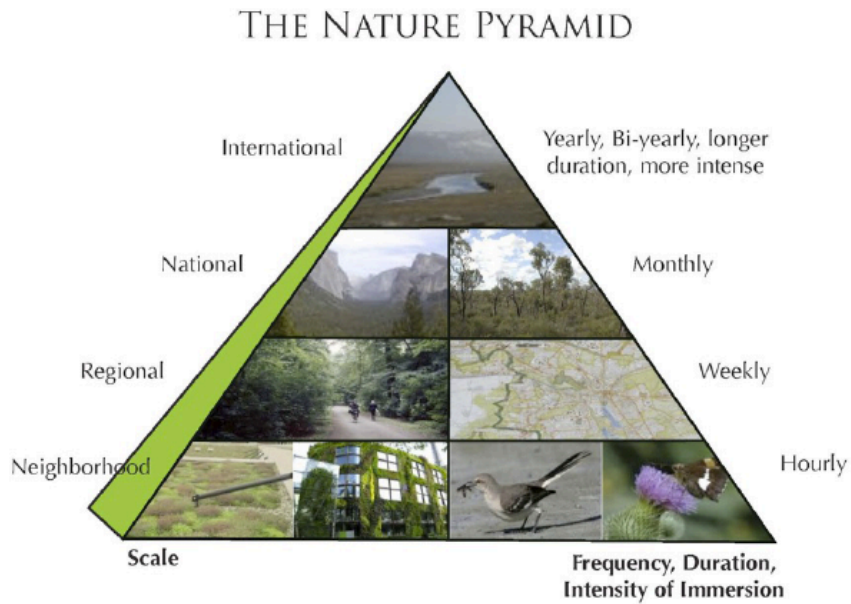 THE NATURE PYRAMID
International
Yearly, Bi-yearly, longer
duration, more intense
National
Monthly
Regional
Weekly
Neighborhood
Hourly
Scale
Frequency, Duration,
Intensity of Immersion